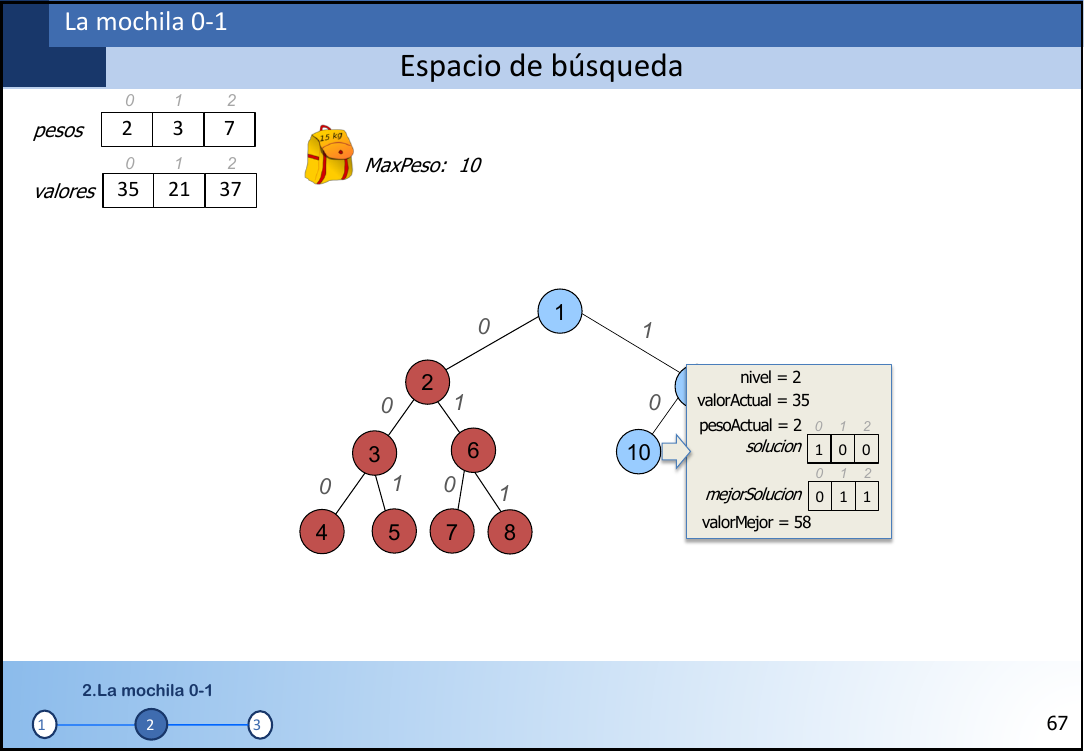 La mochila 0-1
Espacio de búsqueda
0 1 2
pesos 2 3 7
0 1 2
valores 35 21 37
15 kg
MaxPeso: 10
1
0 1
2
0 1 0
3 6 10
0 1 0 1
4 5 7 8
nivel = 2
valorActual = 35
pesoActual = 2 0 1 2
solucion 1 0 0
0 1 2
mejorSolucion 0 1 1
valorMejor = 58
2.La mochila 0-1
1 2 3
67